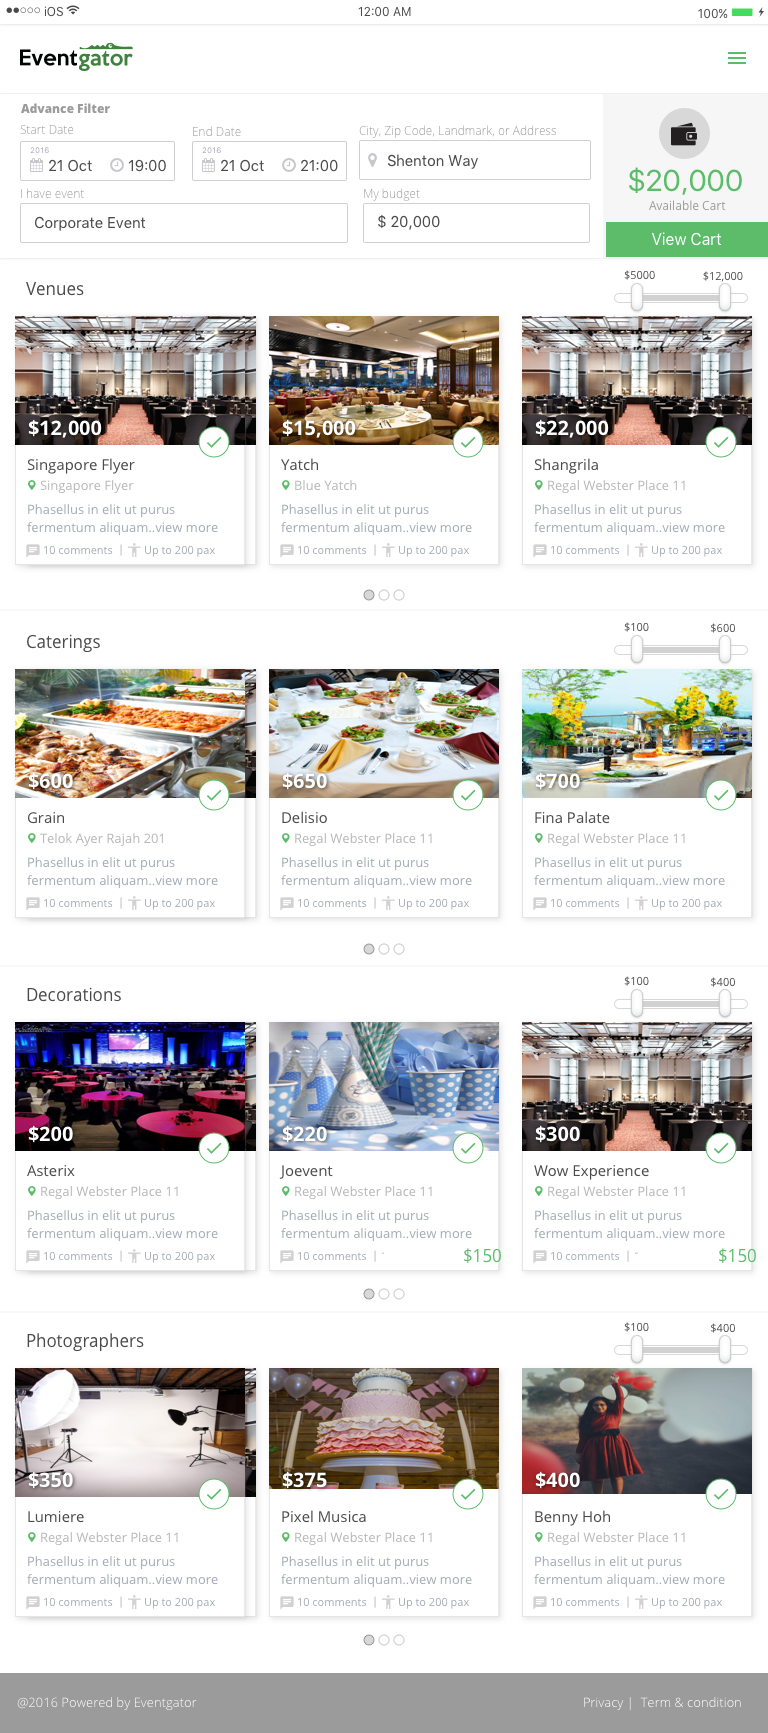 iOS
12:00 AM
100%
Eventgator
Advance Filter
Start Date
End Date
City, Zip Code, Landmark, or Address
2016
21 Oct 19:00
2016
21 Oct 21:00
Shenton Way
I have event
My budget
Corporate Event
$ 20,000
$20,000
Available Cart
View Cart
Venues
$5000 $12,000
$12,000
Singapore Flyer
Singapore Flyer
Phasellus in elit ut purus
fermentum aliquam..view more
10 comments | Up to 200 pax
$15,000
Yatch
Blue Yatch
Phasellus in elit ut purus
fermentum aliquam..view more
10 comments | Up to 200 pax
$22,000
Shangrila
Regal Webster Place 11
Phasellus in elit ut purus
fermentum aliquam..view more
10 comments | Up to 200 pax
Caterings
$100 $600
$600
Grain
Telok Ayer Rajah 201
Phasellus in elit ut purus
fermentum aliquam..view more
10 comments | Up to 200 pax
$650
Delisio
Regal Webster Place 11
Phasellus in elit ut purus
fermentum aliquam..view more
10 comments | Up to 200 pax
$700
Fina Palate
Regal Webster Place 11
Phasellus in elit ut purus
fermentum aliquam..view more
10 comments | Up to 200 pax
Decorations
$100 $400
$200
Asterix
Regal Webster Place 11
Phasellus in elit ut purus
fermentum aliquam..view more
10 comments | Up to 200 pax
$220
Joevent
Regal Webster Place 11
Phasellus in elit ut purus
fermentum aliquam..view more
10 comments |
$150
$300
Wow Experience
Regal Webster Place 11
Phasellus in elit ut purus
fermentum aliquam..view more
10 comments |
$150
Photographers
$100 $400
$350
Lumiere
Regal Webster Place 11
Phasellus in elit ut purus
fermentum aliquam..view more
10 comments | Up to 200 pax
$375
Pixel Musica
Regal Webster Place 11
Phasellus in elit ut purus
fermentum aliquam..view more
10 comments | Up to 200 pax
$400
Benny Hoh
Regal Webster Place 11
Phasellus in elit ut purus
fermentum aliquam..view more
10 comments | Up to 200 pax
@2016 Powered by Eventgator
Privacy | Term & condition